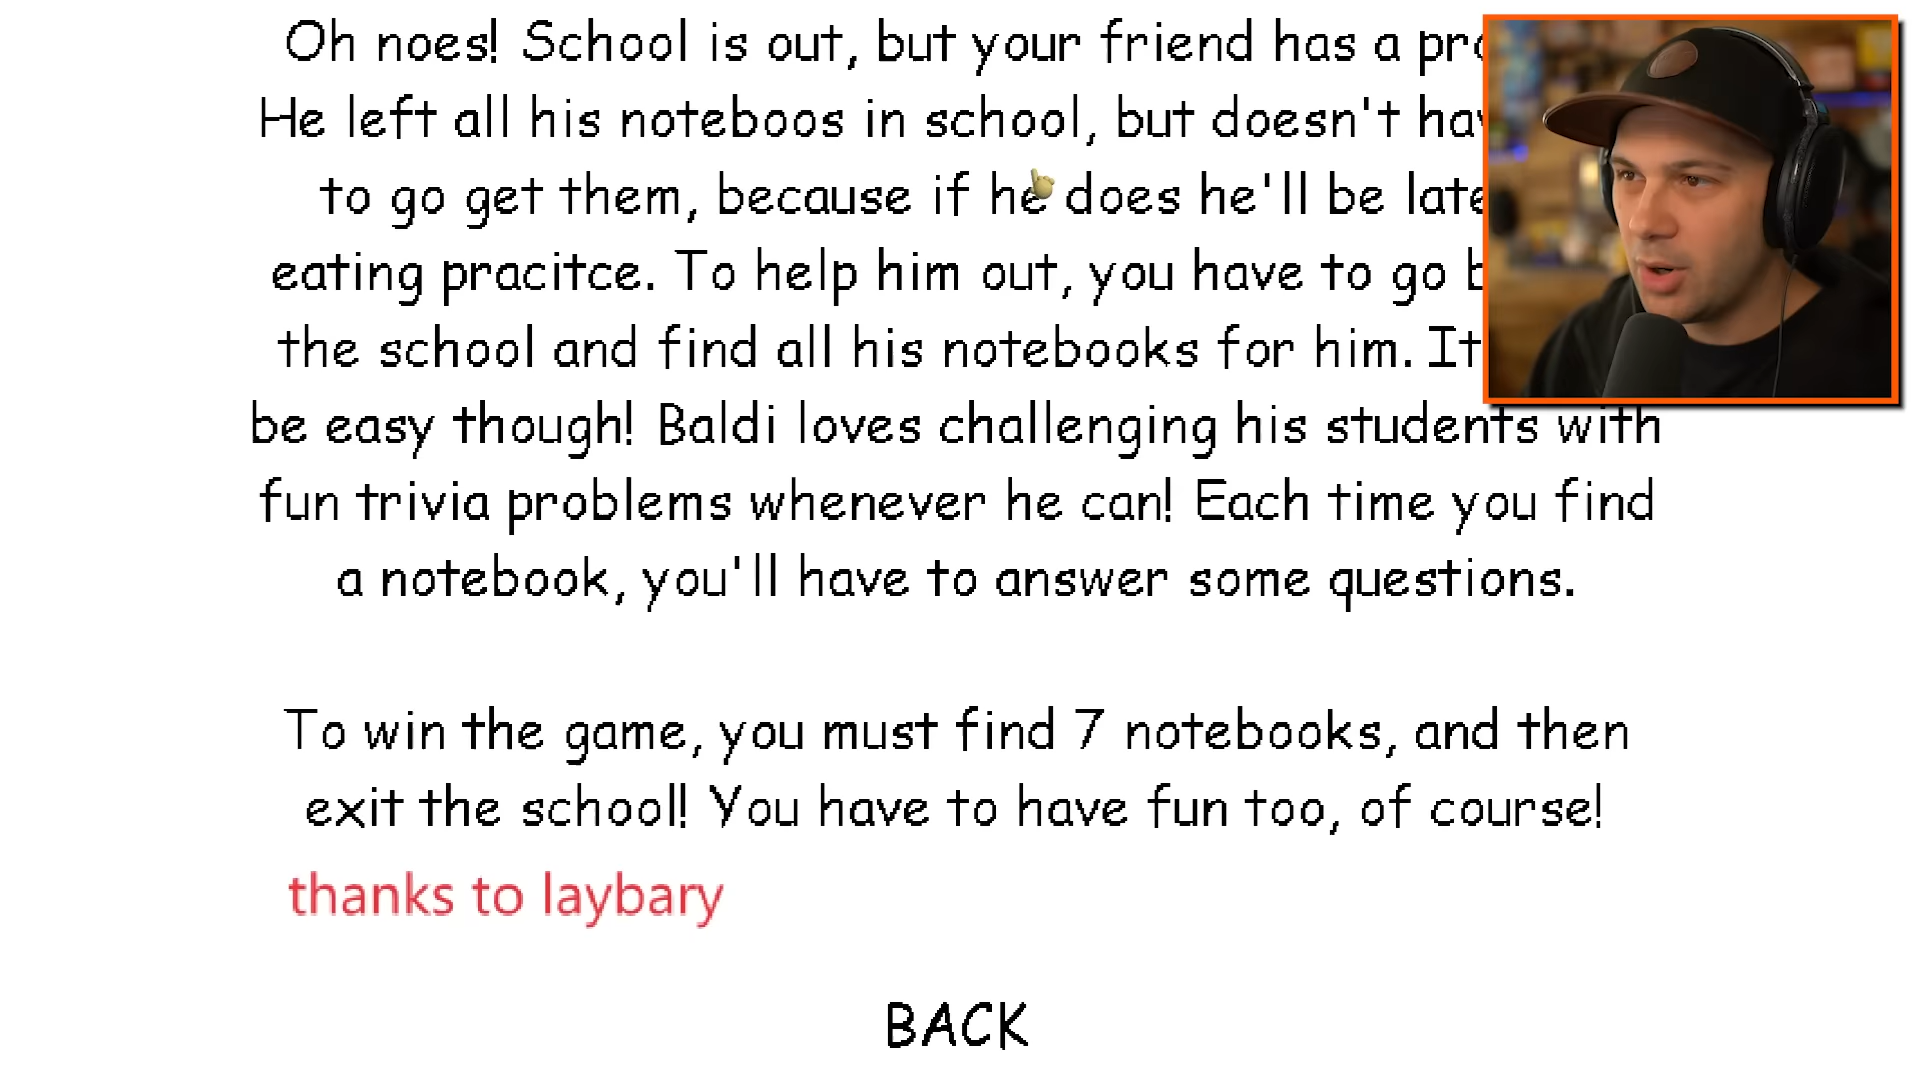 Oh noes! School is out, but your friend has a
He left all his noteboos in school, but doesn't
to go get them, because if he does he'll be late
eating pracitce. To help him out, you have to go
the school and find all his notebooks for him. It
be easy though! Baldi loves challenging his students with
fun trivia problems whenever he can! Each time you find
a notebook, you'll have to answer some questions.
To win the game, you must find 7 notebooks, and then
exit the school! You have to have fun too, of course!
thanks to laybary
BACK